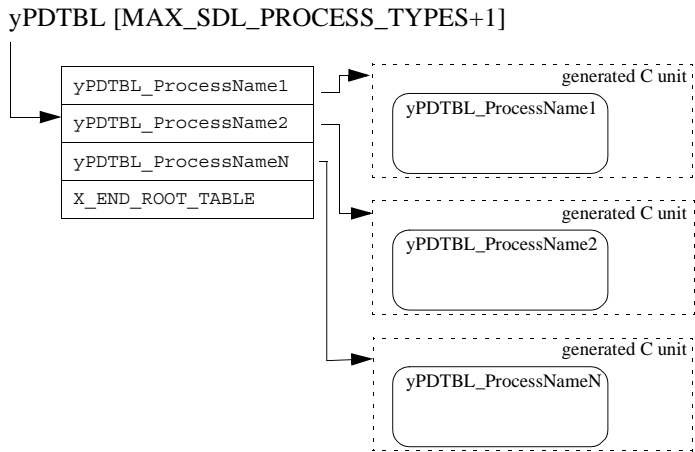 yPDTBL [MAX_SDL_PROCESS_TYPES+1]
yPDTBL_ProcessName1
yPDTBL_ProcessName2
yPDTBL_ProcessNameN
X_END_ROOT_TABLE
generated C unit
yPDTBL_ProcessName1
generated C unit
yPDTBL_ProcessName2
generated C unit
yPDTBL_ProcessNameN